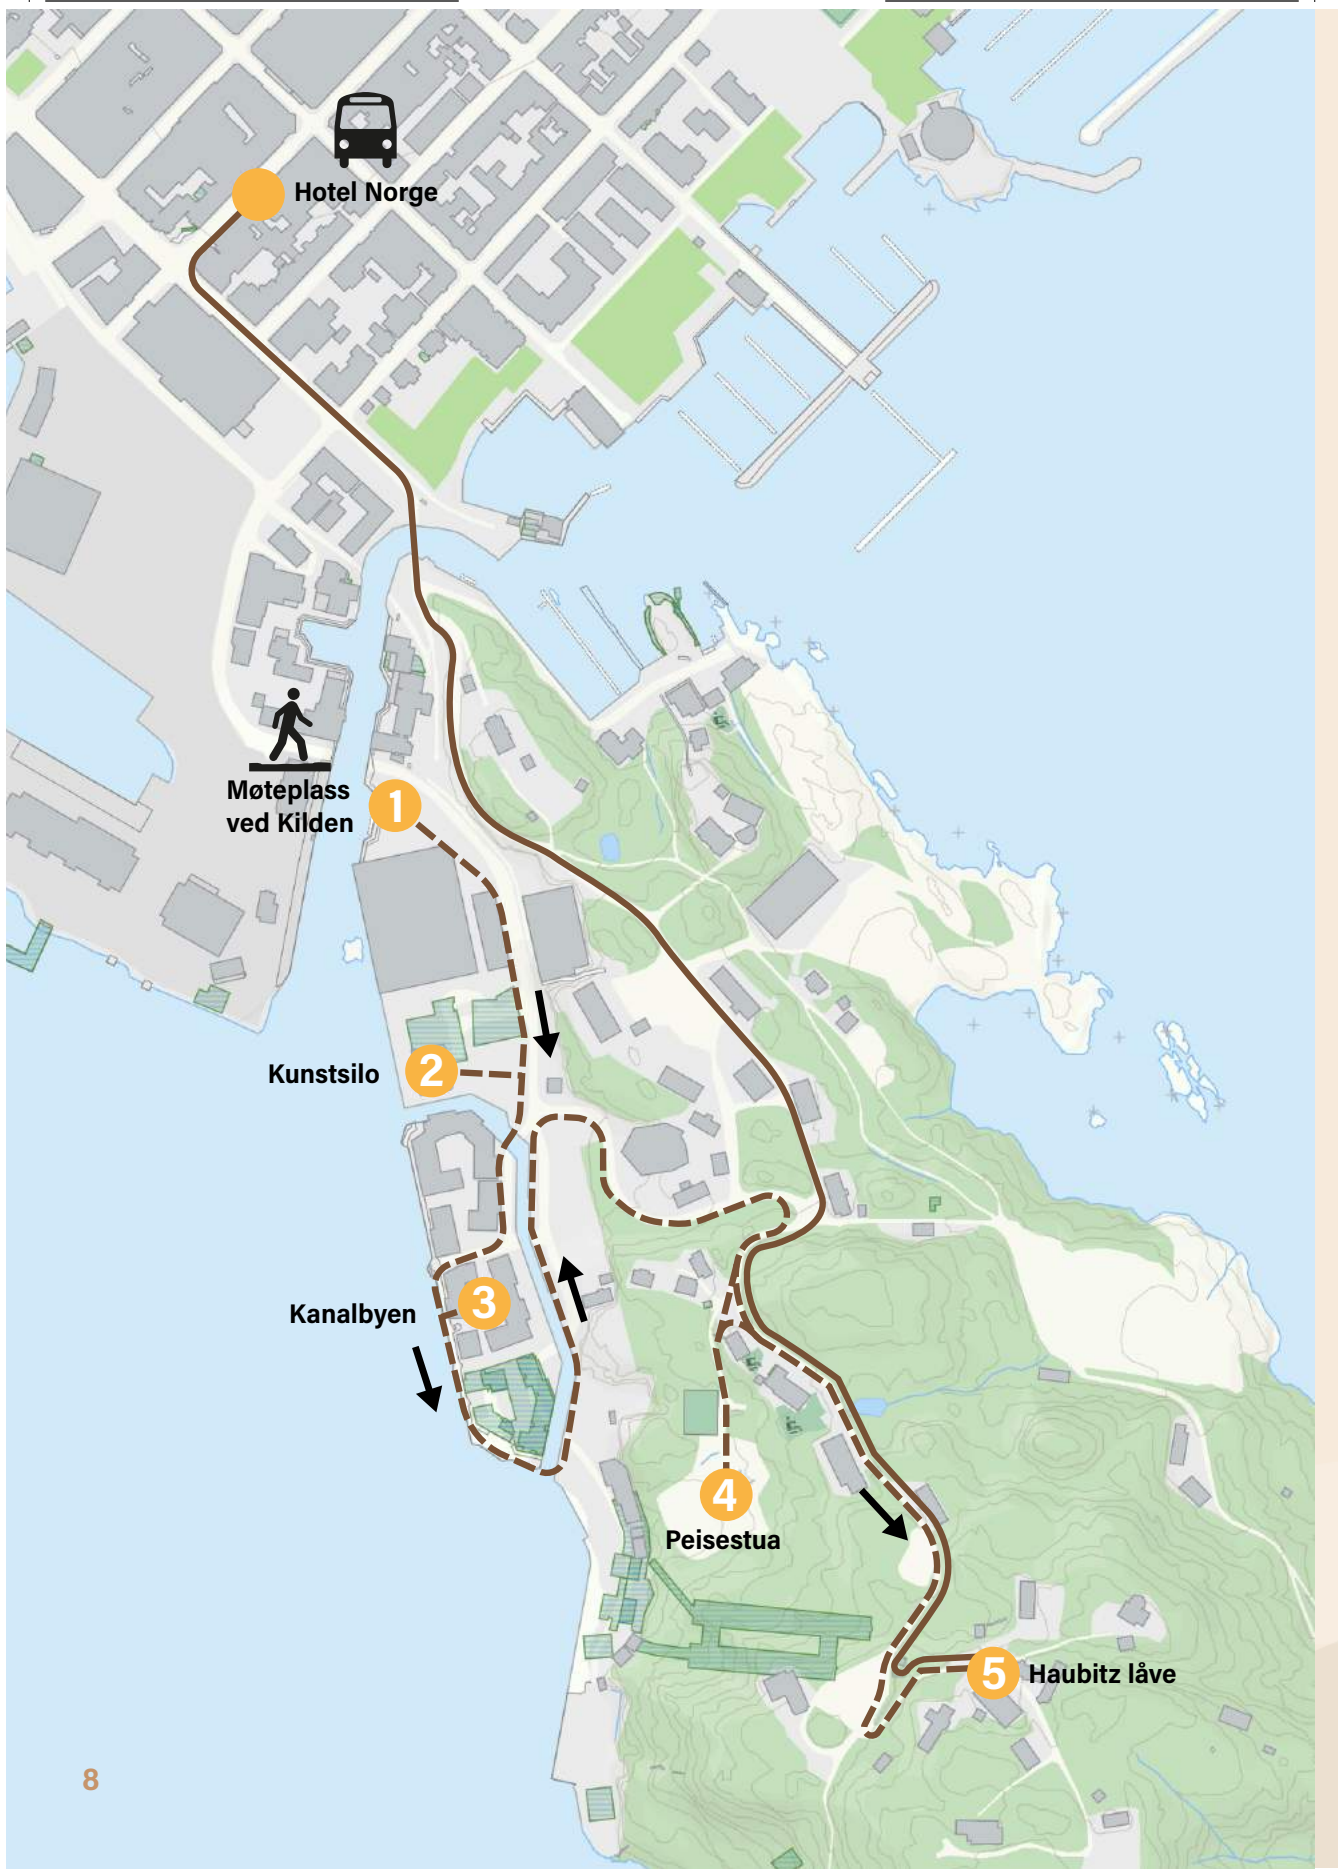 Hotel Norge
Møteplass
ved Kilden
1
Kunstsilo
2
Kanalbyen
3
4
Peisestua
5
Haubitz låve
8